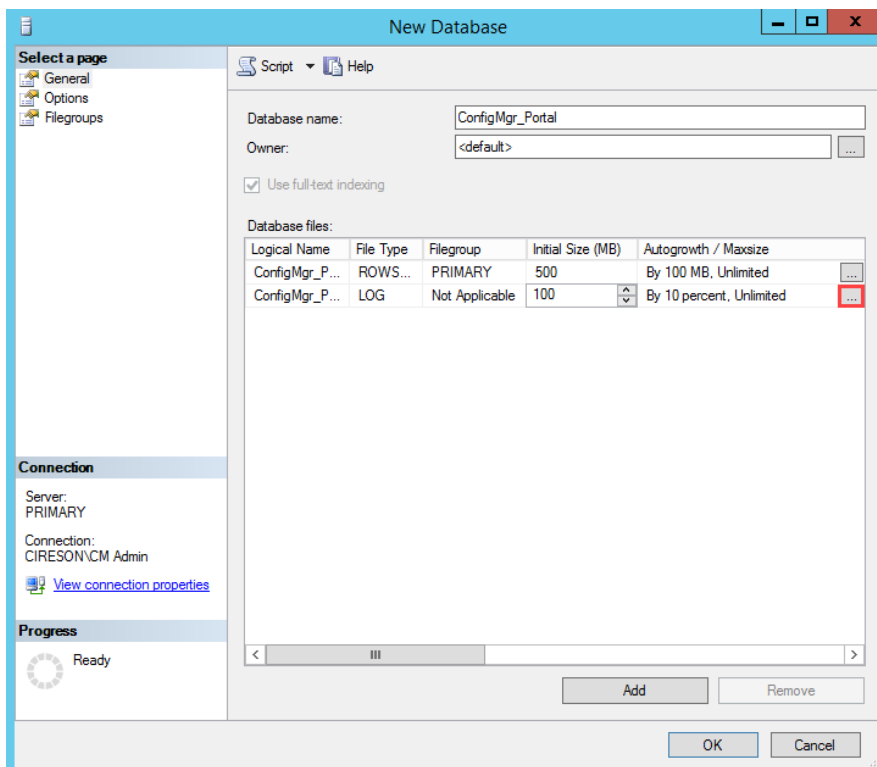 New Database
Select a page
General
Options
Filegroups
Script Help
Database name: ConfigMgr_Portal
Owner: <default> ...
Use full-text indexing
Database files:
Logical Name File Type Filegroup Initial Size (MB) Autogrowth / Maxsize
ConfigMgr_P... ROWS... PRIMARY 500 By 100 MB, Unlimited ...
ConfigMgr_P... LOG Not Applicable 100 By 10 percent, Unlimited ...
Connection
Server:
PRIMARY
Connection:
CIRESON\CM Admin
View connection properties
Progress
Ready
Add Remove
OK Cancel